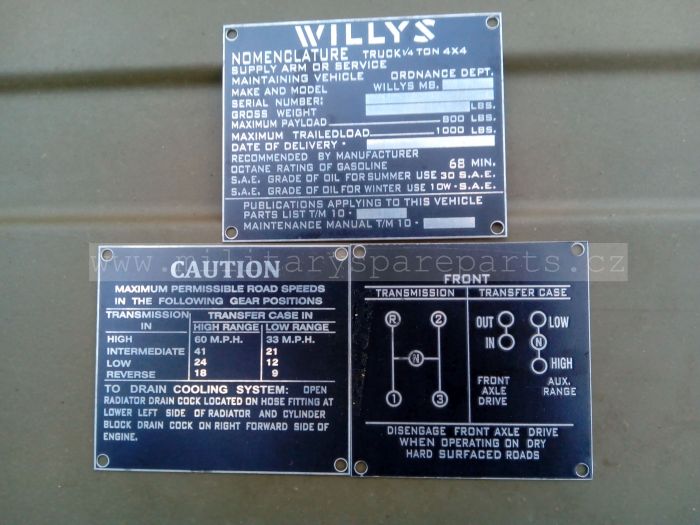 WILLYS
NOMENCLATURE TRUCK 1/4 TON 4X4
SUPPLY ARM OR SERVICE
MAINTAINING VEHICLE ORDNANCE DEPT.
MAKE AND MODEL WILLYS MB.
SERIAL NUMBER:
GROSS WEIGHT LBS.
MAXIMUM PAYLOAD 800 LBS.
MAXIMUM TRAILEDLOAD 1000 LBS.
DATE OF DELIVERY •
RECOMMENDED BY MANUFACTURER
OCTANE RATING OF GASOLINE 68 MIN.
S.A.E. GRADE OF OIL FOR SUMMER USE 30 S.A.E.
S.A.E. GRADE OF OIL FOR WINTER USE 10W-S.A.E.
PUBLICATIONS APPLYING TO THIS VEHICLE
PARTS LIST T/M 10 •
MAINTENANCE MANUAL T/M 10 •
www.militaryspareparts.cz
CAUTION
MAXIMUM PERMISSIBLE ROAD SPEEDS
IN THE FOLLOWING GEAR POSITIONS
TRANSMISSION TRANSFER CASE IN
IN HIGH RANGE LOW RANGE
HIGH 60 M.P.H. 33 M.P.H.
INTERMEDIATE 41 21
LOW 24 12
REVERSE 18 9
TO DRAIN COOLING SYSTEM: OPEN
RADIATOR DRAIN COCK LOCATED ON HOSE FITTING AT
LOWER LEFT SIDE OF RADIATOR AND CYLINDER
BLOCK DRAIN COCK ON RIGHT FORWARD SIDE OF
ENGINE.
FRONT
TRANSMISSION TRANSFER CASE
R 2 OUT LOW
IN N
N HIGH
1 3
FRONT AUX.
AXLE RANGE
DRIVE
DISENGAGE FRONT AXLE DRIVE
WHEN OPERATING ON DRY
HARD SURFACED ROADS